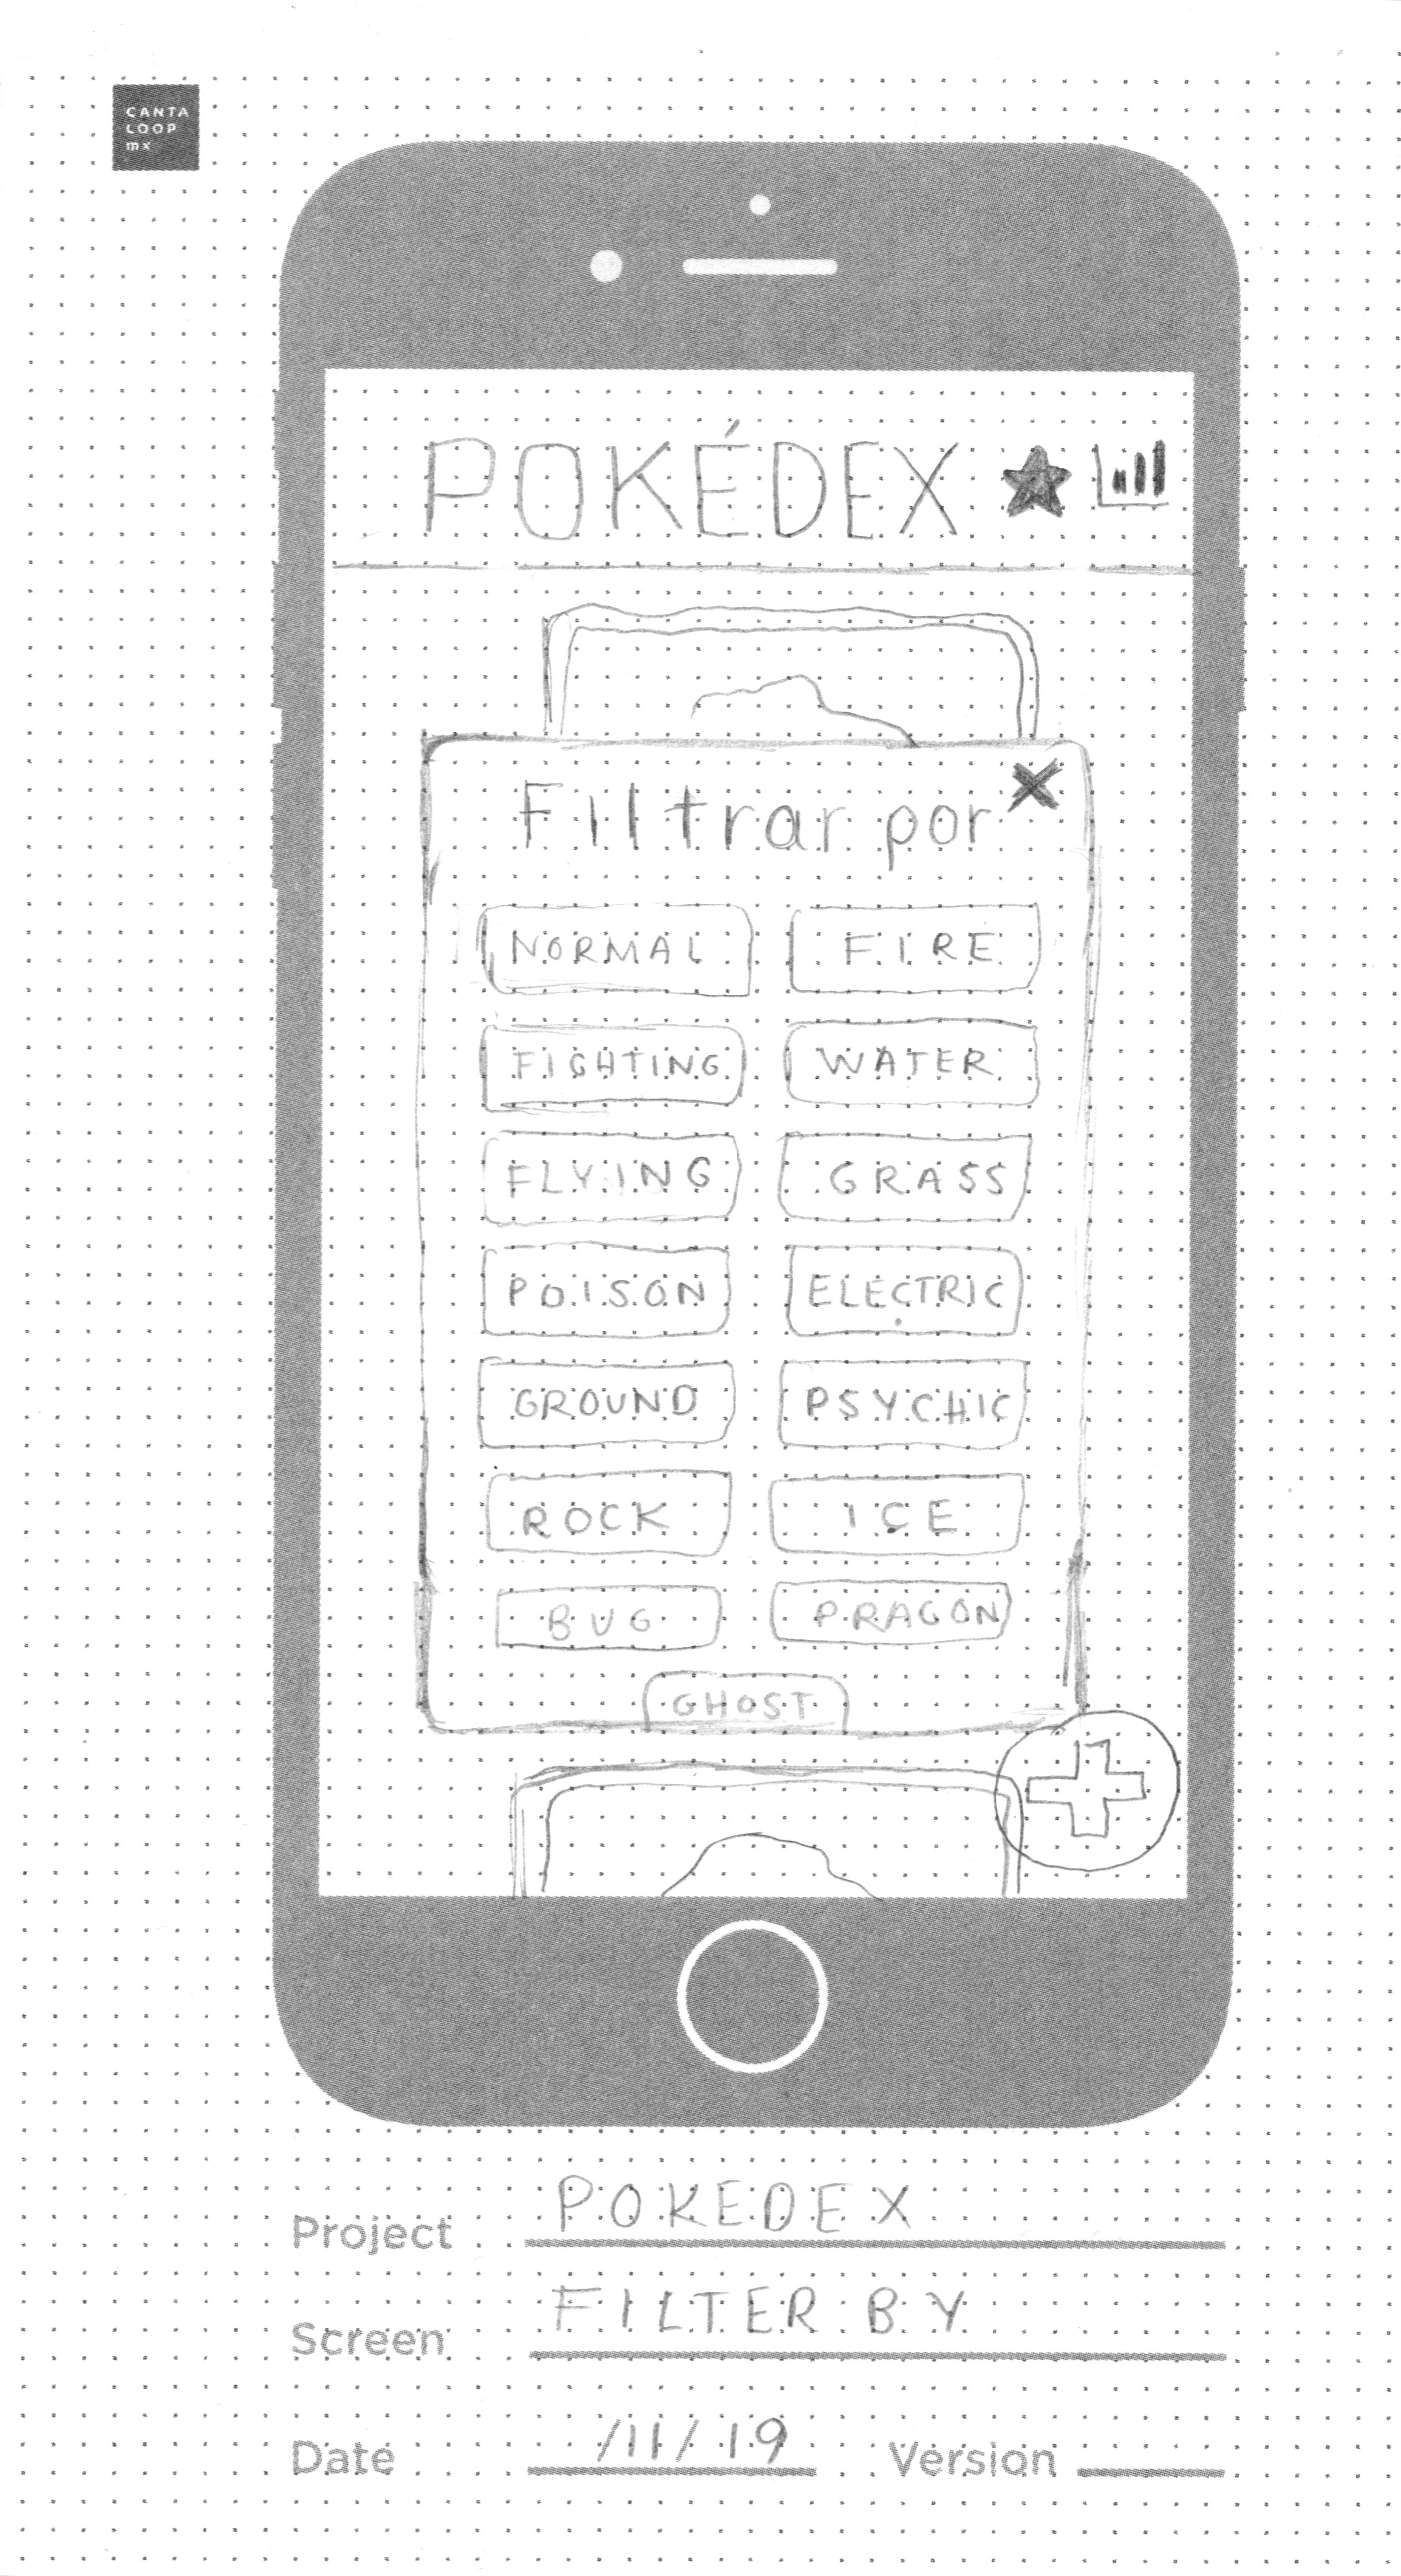 CANTA
LOOP
mx
POKÉDEX
Filtrar por
NORMAL FIRE
FIGHTING WATER
FLYING GRASS
POISON ELECTRIC
GROUND PSYCHIC
ROCK ICE
BUG DRAGON
GHOST
Project POKEDEX
Screen FILTER BY
Date /11/19 Version